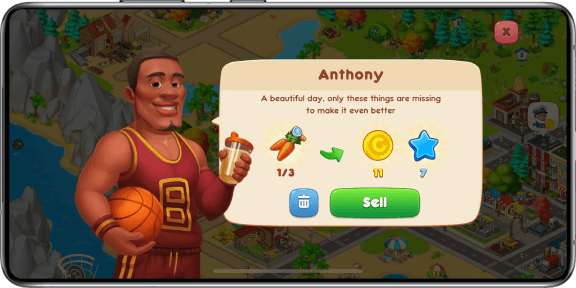 Anthony
A beautiful day, only these things are missing
to make it even better
1/3
11
7
Sell
8